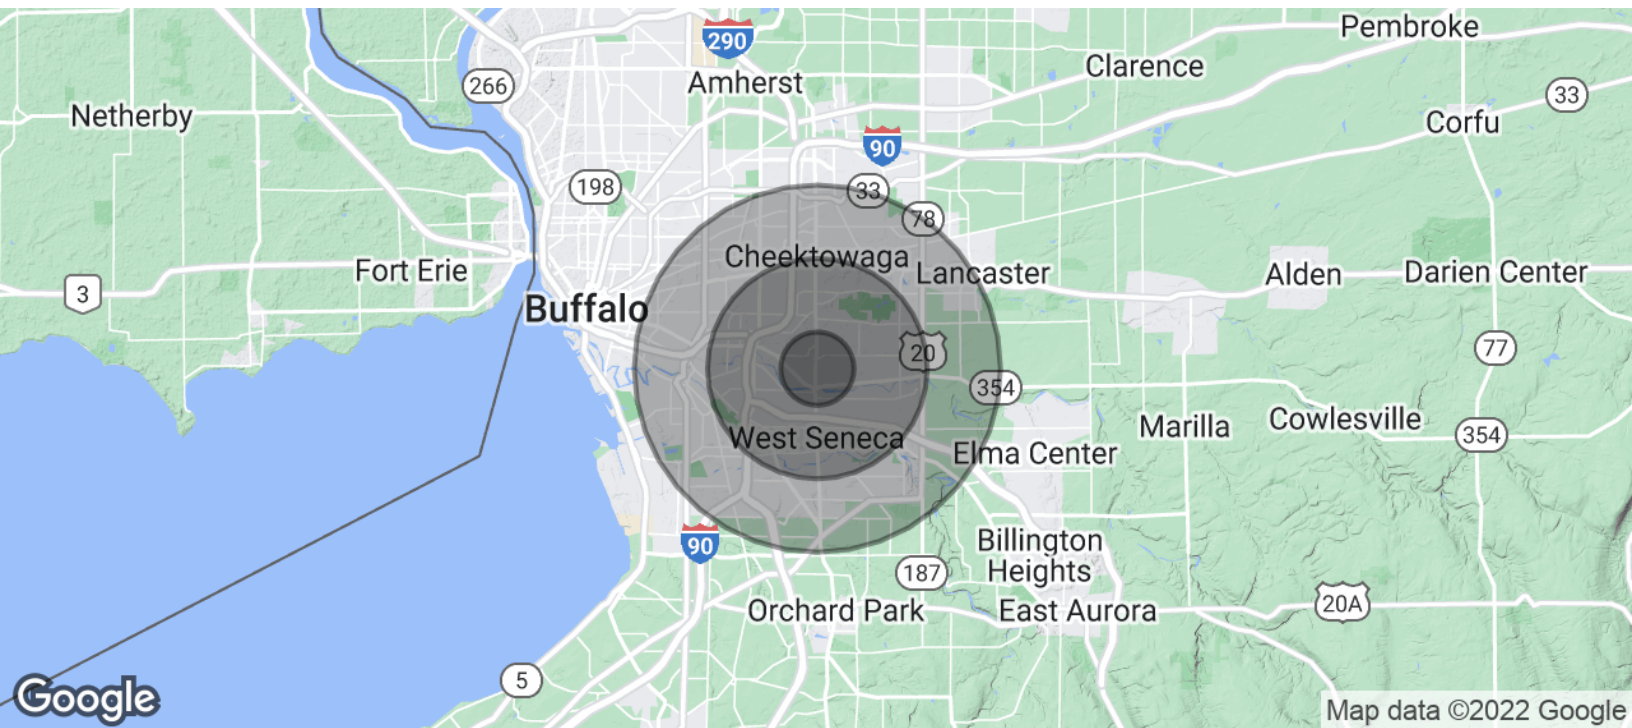 Pembroke
290
Clarence
Amherst
266
33
Netherby
Corfu
90
198
33
78
Cheektowaga
Fort Erie
Lancaster
Alden
Darien Center
3
Buffalo
20
77
354
Marilla
Cowlesville
West Seneca
354
Elma Center
90
Billington
Heights
187
20A
Orchard Park
East Aurora
5
Google
Map data ©2022 Google